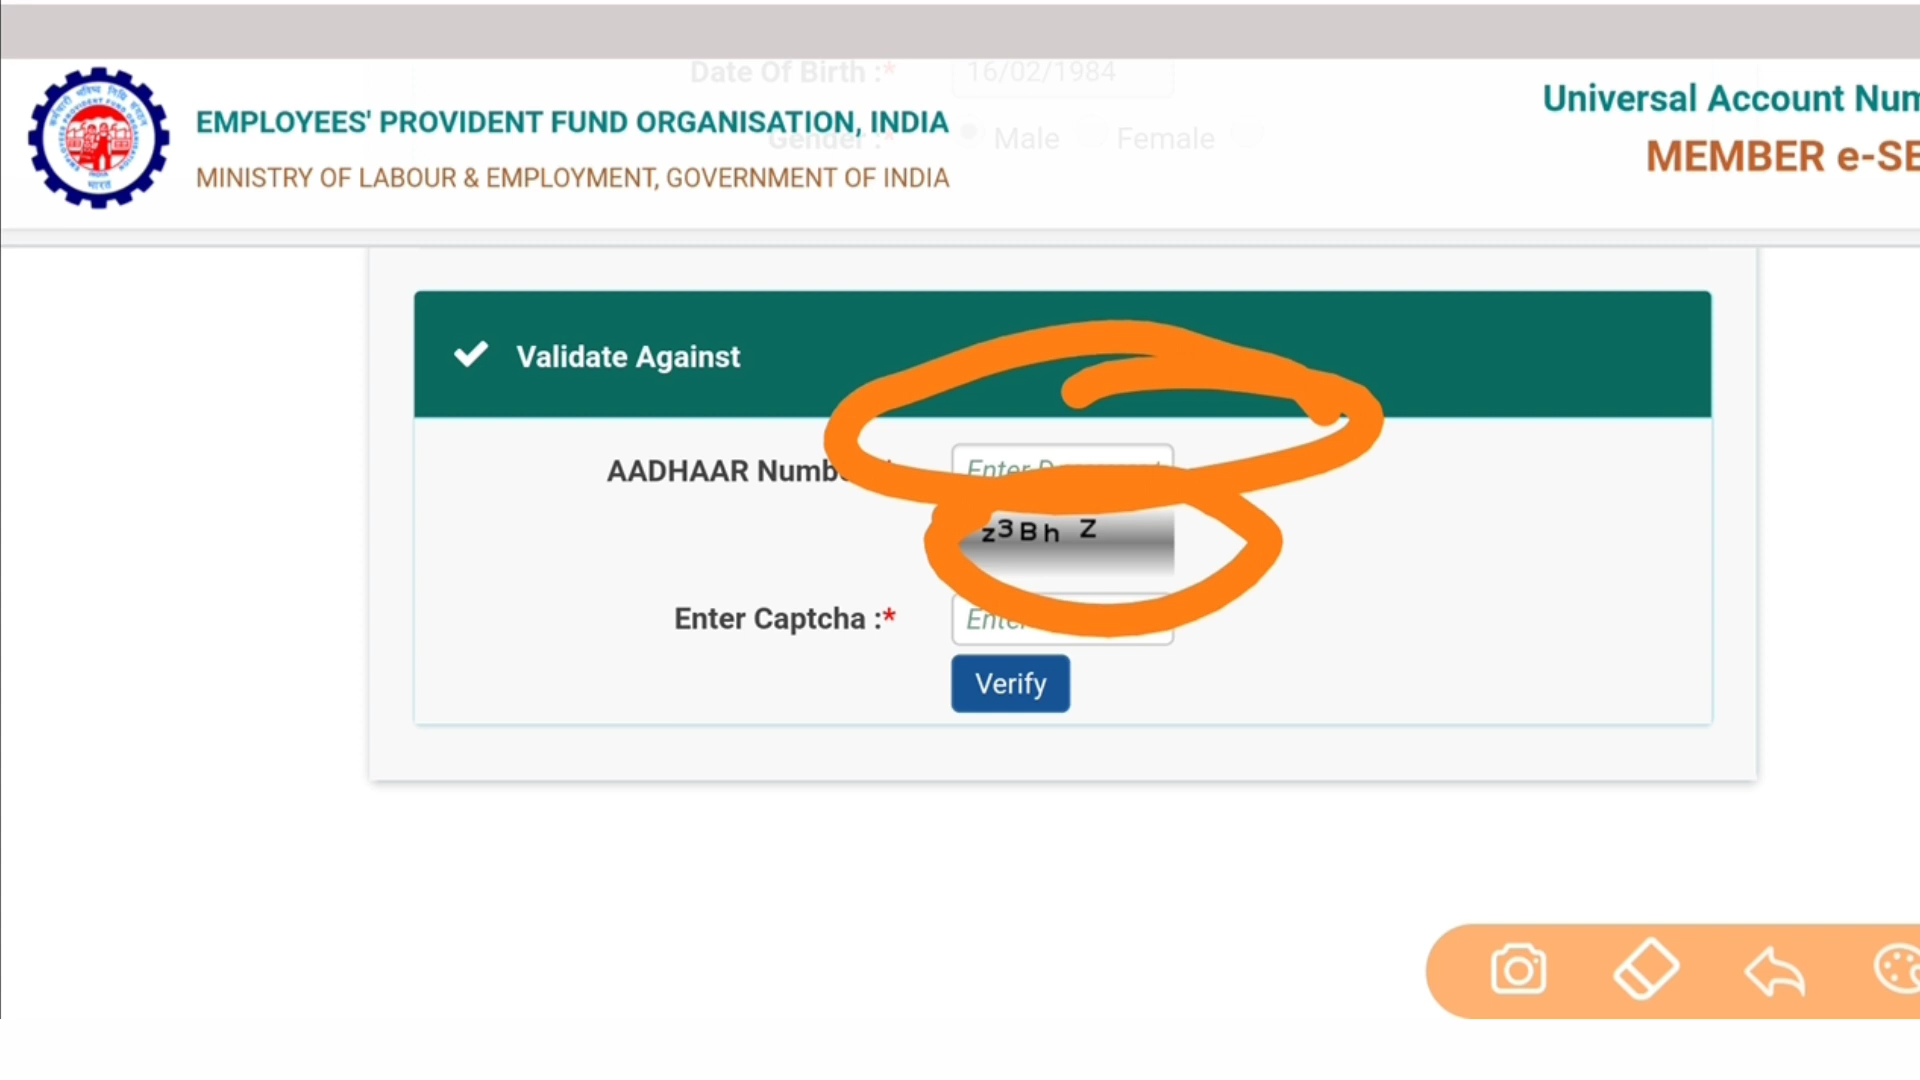 Date Of Birth :* 16/02/1984
EMPLOYEES' PROVIDENT FUND ORGANISATION, INDIA
Gender :* Male Female
MINISTRY OF LABOUR & EMPLOYMENT, GOVERNMENT OF INDIA
Universal Account Num
MEMBER e-SE
Validate Against
AADHAAR Numb
Enter
z3Bh Z
Enter Captcha :*
Verify